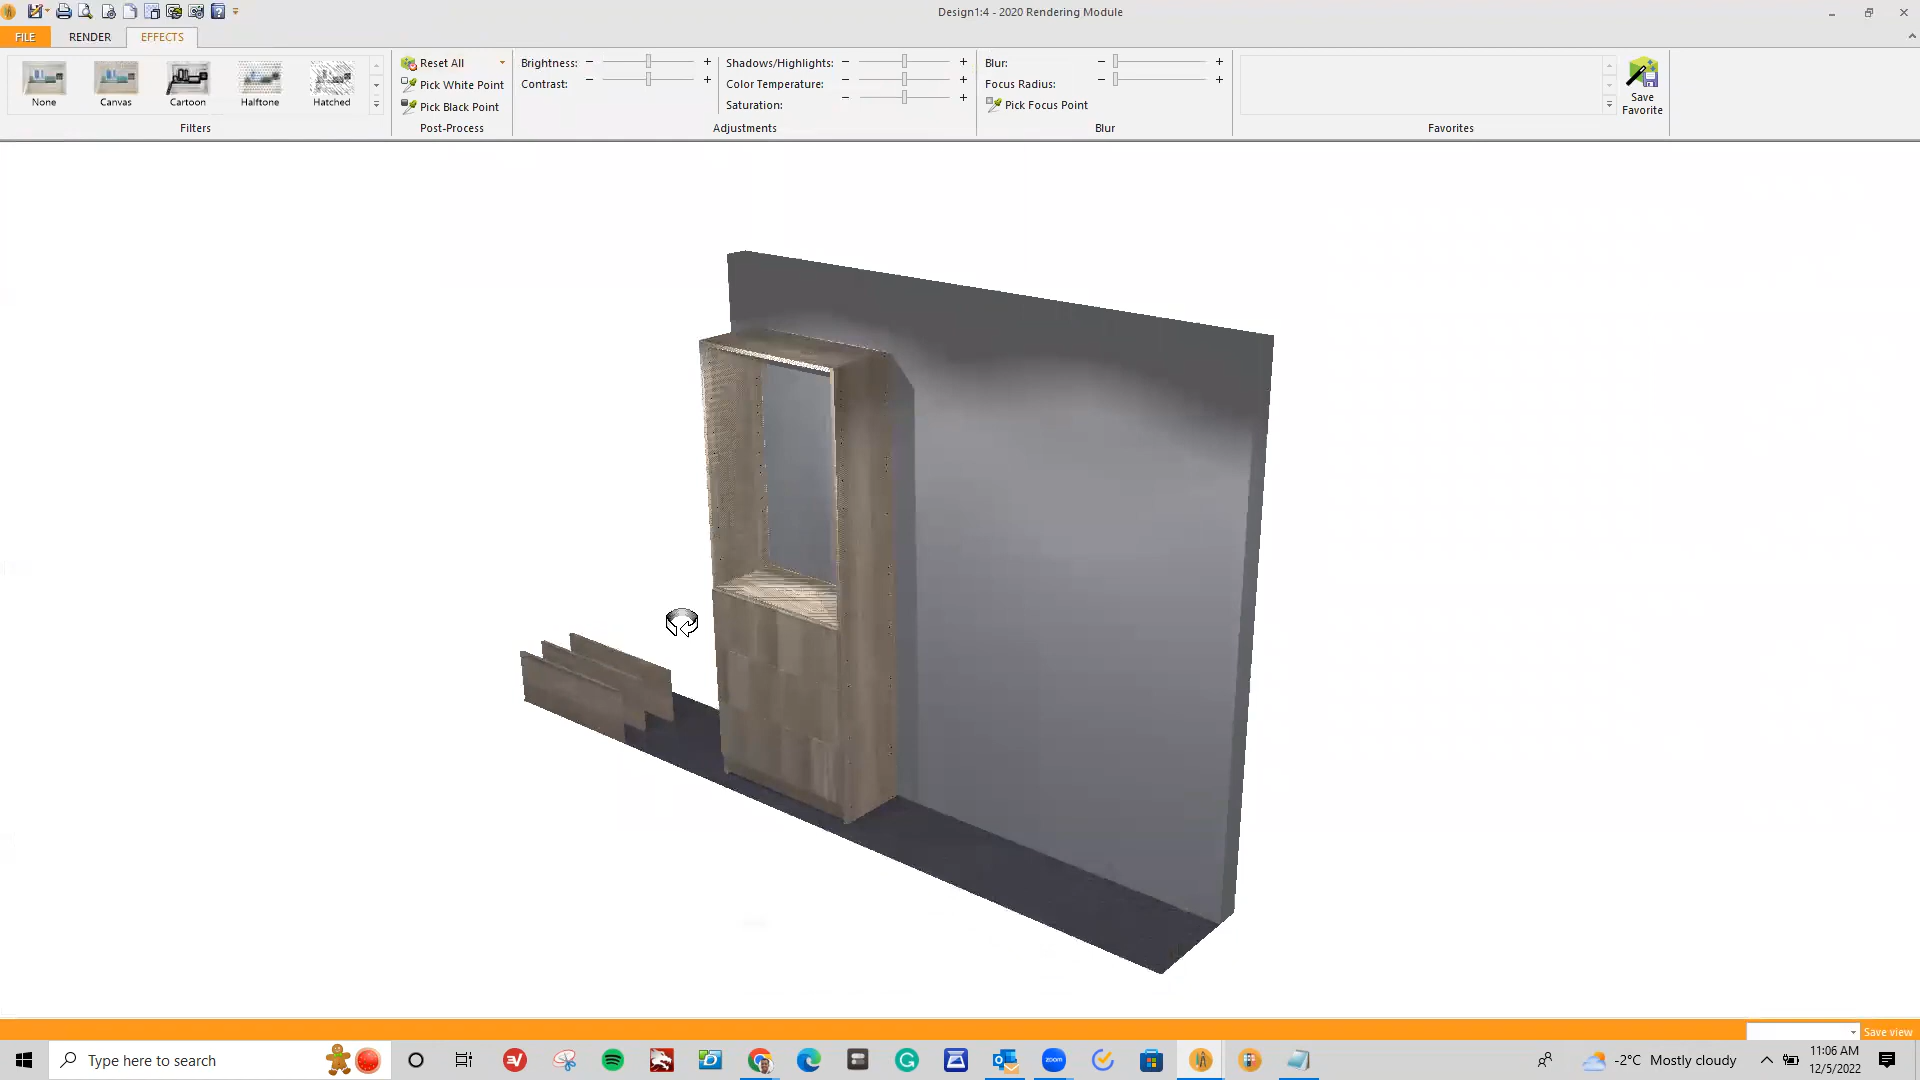 Design1:4 - 2020 Rendering Module
FILE
RENDER
EFFECTS
None
Canvas
Cartoon
Halftone
Hatched
Filters
Reset All
Pick White Point
Pick Black Point
Post-Process
Brightness:
Contrast:
Shadows/Highlights:
Color Temperature:
Saturation:
Adjustments
Blur:
Focus Radius:
Pick Focus Point
Blur
Favorites
Save
Favorite
Save view
Type here to search
zoom
-2°C Mostly cloudy
11:06 AM
12/5/2022